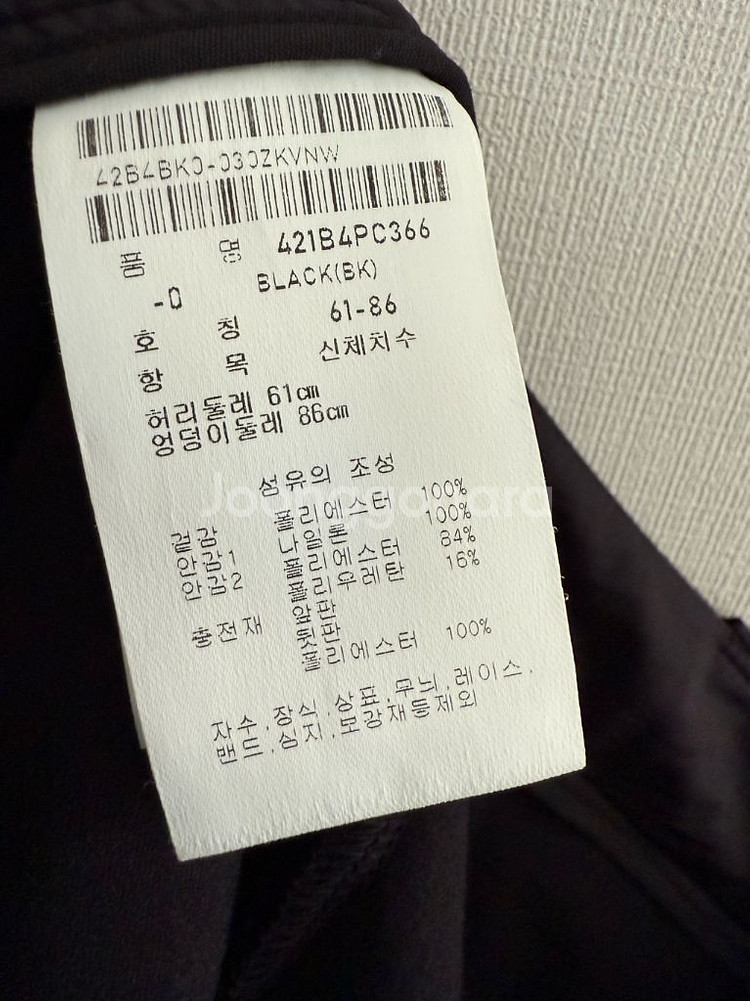 42B4BK0-030ZKVNW
품 명 421B4PC366
-0 BLACK(BK)
호 칭 61-86
항 목 신체치수
허리둘레 61cm
엉덩이둘레 86cm
섬유의 조성
겉감 폴리에스터 100%
안감1 나일론 100%
안감2 폴리에스터 84%
폴리우레탄 16%
앞판
충전재 뒷판
폴리에스터 100%
자수.장식.상표.무늬.레이스.
밴드.심지.보강재등제외
Joonggonara